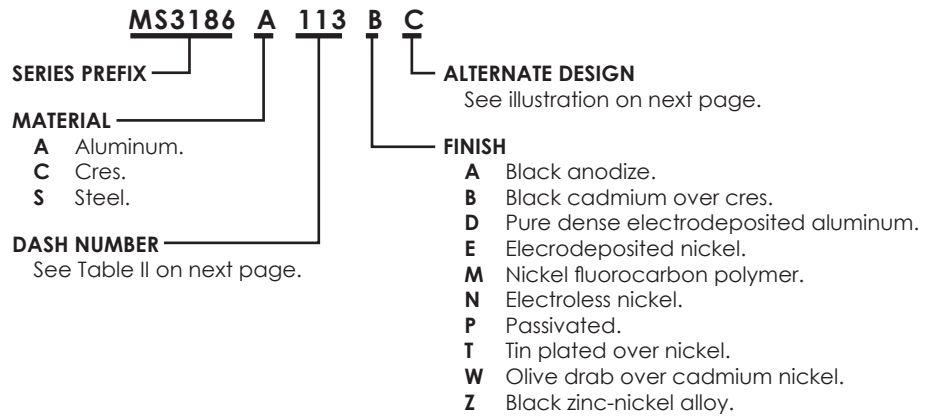 MS3186 A 113 B C
SERIES PREFIX
MATERIAL
A Aluminum.
C Cres.
S Steel.
DASH NUMBER
See Table II on next page.
ALTERNATE DESIGN
See illustration on next page.
FINISH
A Black anodize.
B Black cadmium over cres.
D Pure dense electrodeposited aluminum.
E Elecrodeposited nickel.
M Nickel fluorocarbon polymer.
N Electroless nickel.
P Passivated.
T Tin plated over nickel.
W Olive drab over cadmium nickel.
Z Black zinc-nickel alloy.